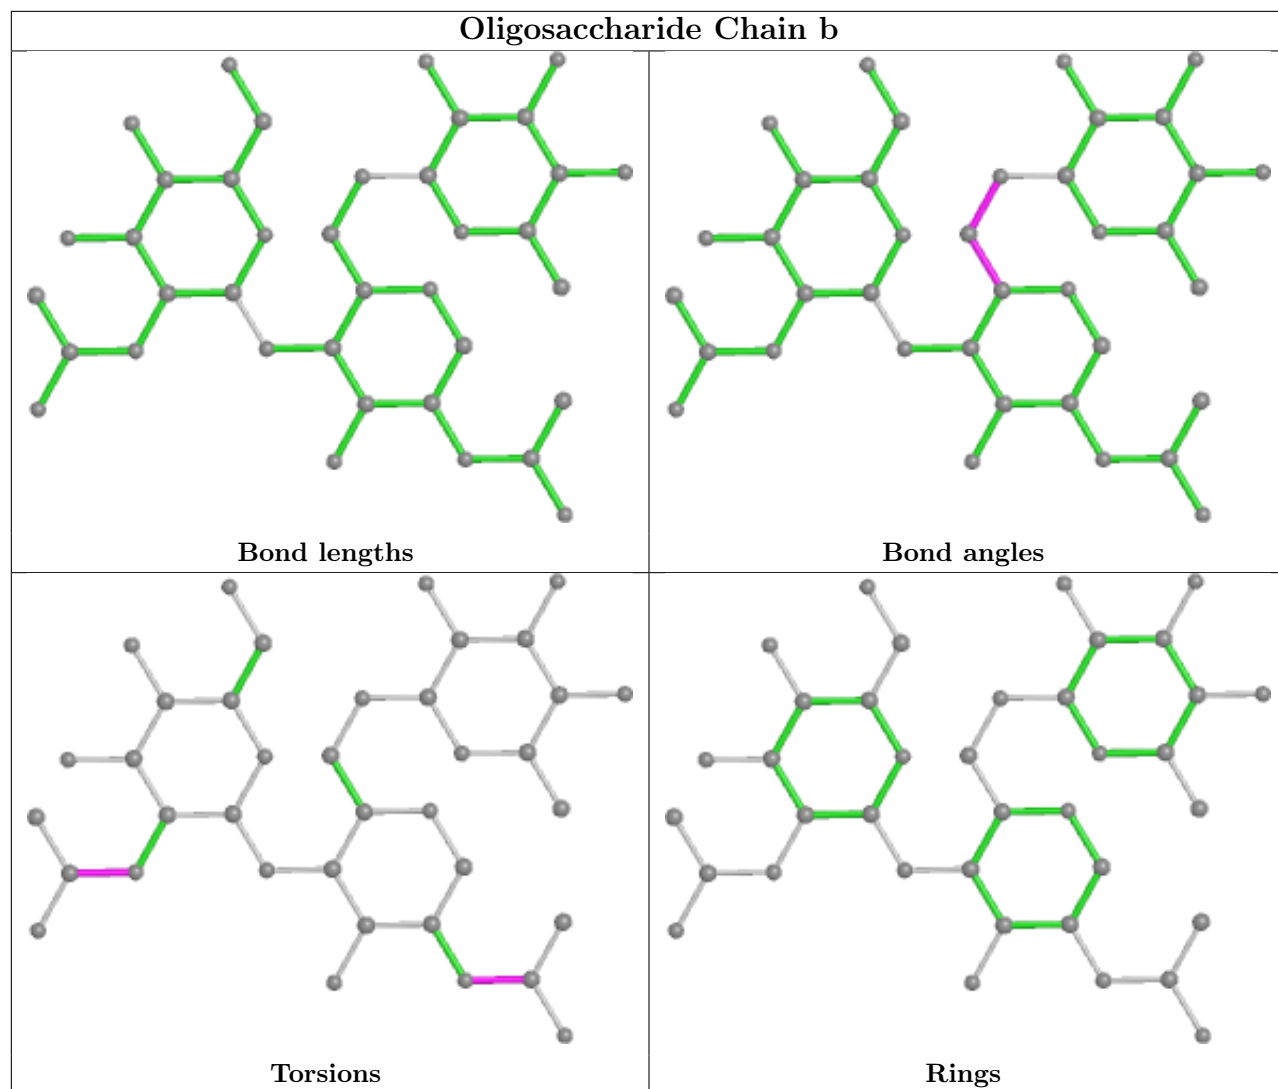 Oligosaccharide Chain b
Bond lengths
Bond angles
Torsions
Rings